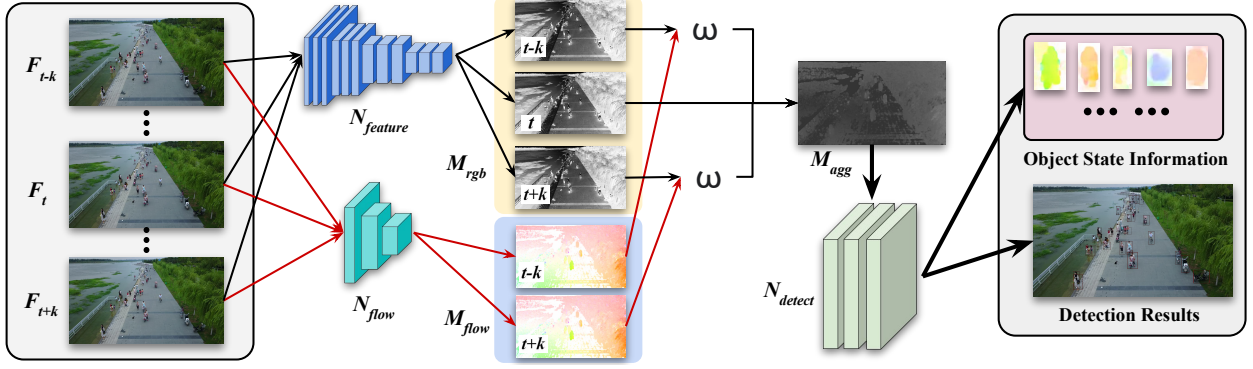 F_{t-k}
F_t
F_{t+k}
N_{feature}
N_{flow}
M_{rgb}
t-k
t
t+k
M_{flow}
t-k
t+k
ω
ω
M_{agg}
N_{detect}
Object State Information
Detection Results